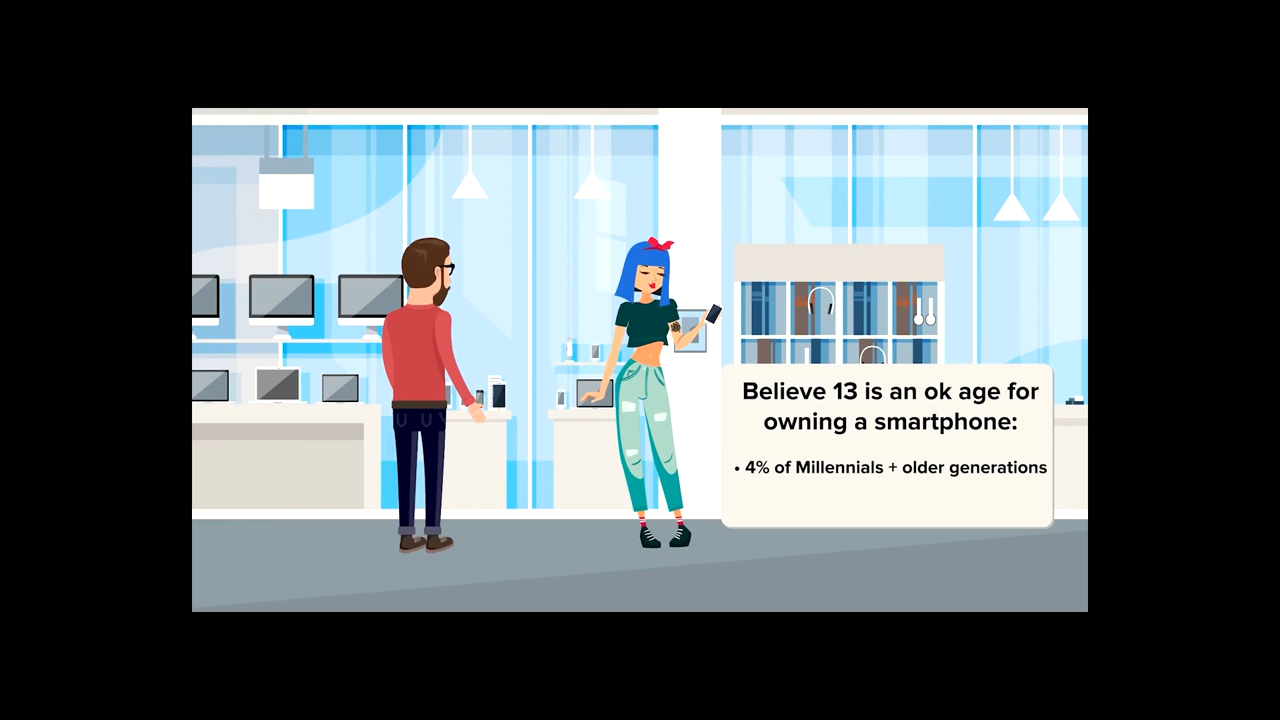 Believe 13 is an ok age for
owning a smartphone:
• 4% of Millennials + older generations